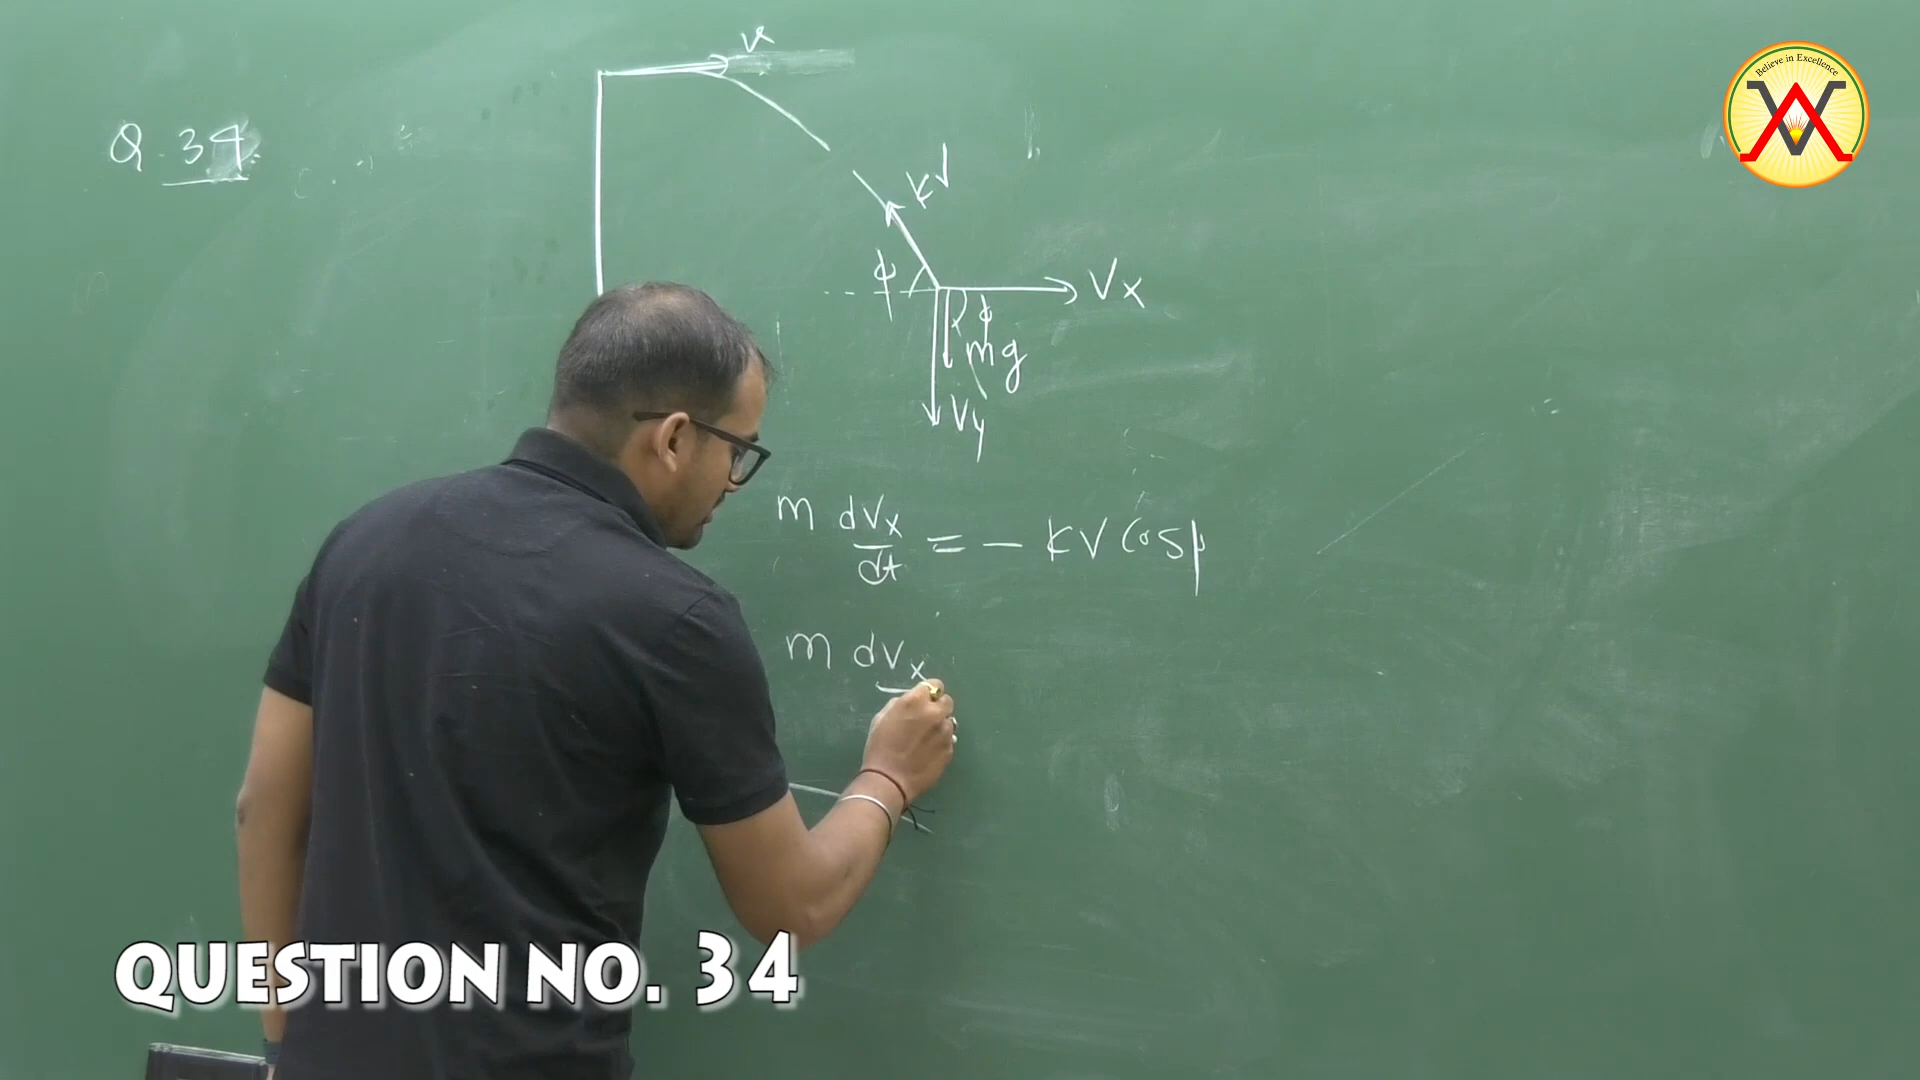 Q. 34
v
kv
ϕ
Vx
ϕ
mg
Vy
m dVx/dt = - kv Cosϕ
m dVx
Believe in Excellence
QUESTION NO. 34